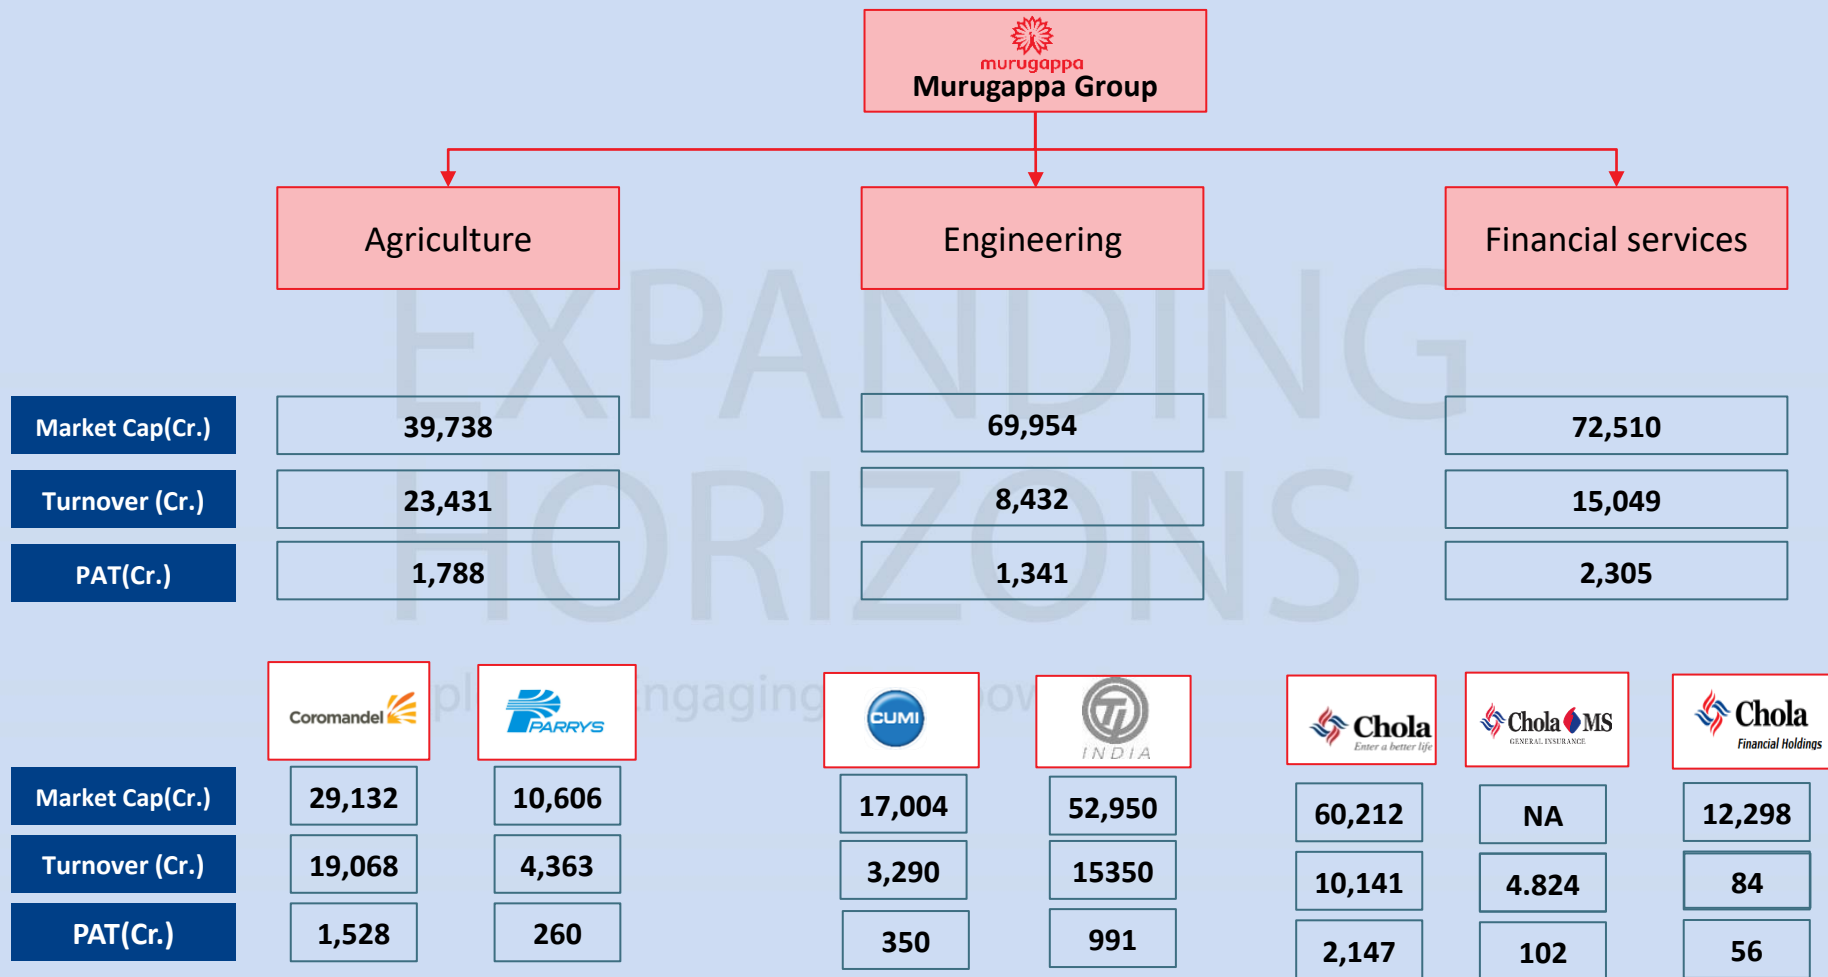 murugappa
Murugappa Group
Agriculture
Engineering
Financial services
EXPANDING
HORIZONS
Market Cap(Cr.)
39,738
69,954
72,510
Turnover (Cr.)
23,431
8,432
15,049
PAT(Cr.)
1,788
1,341
2,305
Coromandel
PARRYS
CUMI
TI
INDIA
Chola
Enter a better life
Chola MS
GENERAL INSURANCE
Chola
Financial Holdings
Market Cap(Cr.)
29,132
10,606
17,004
52,950
60,212
NA
12,298
Turnover (Cr.)
19,068
4,363
3,290
15350
10,141
4.824
84
PAT(Cr.)
1,528
260
350
991
2,147
102
56